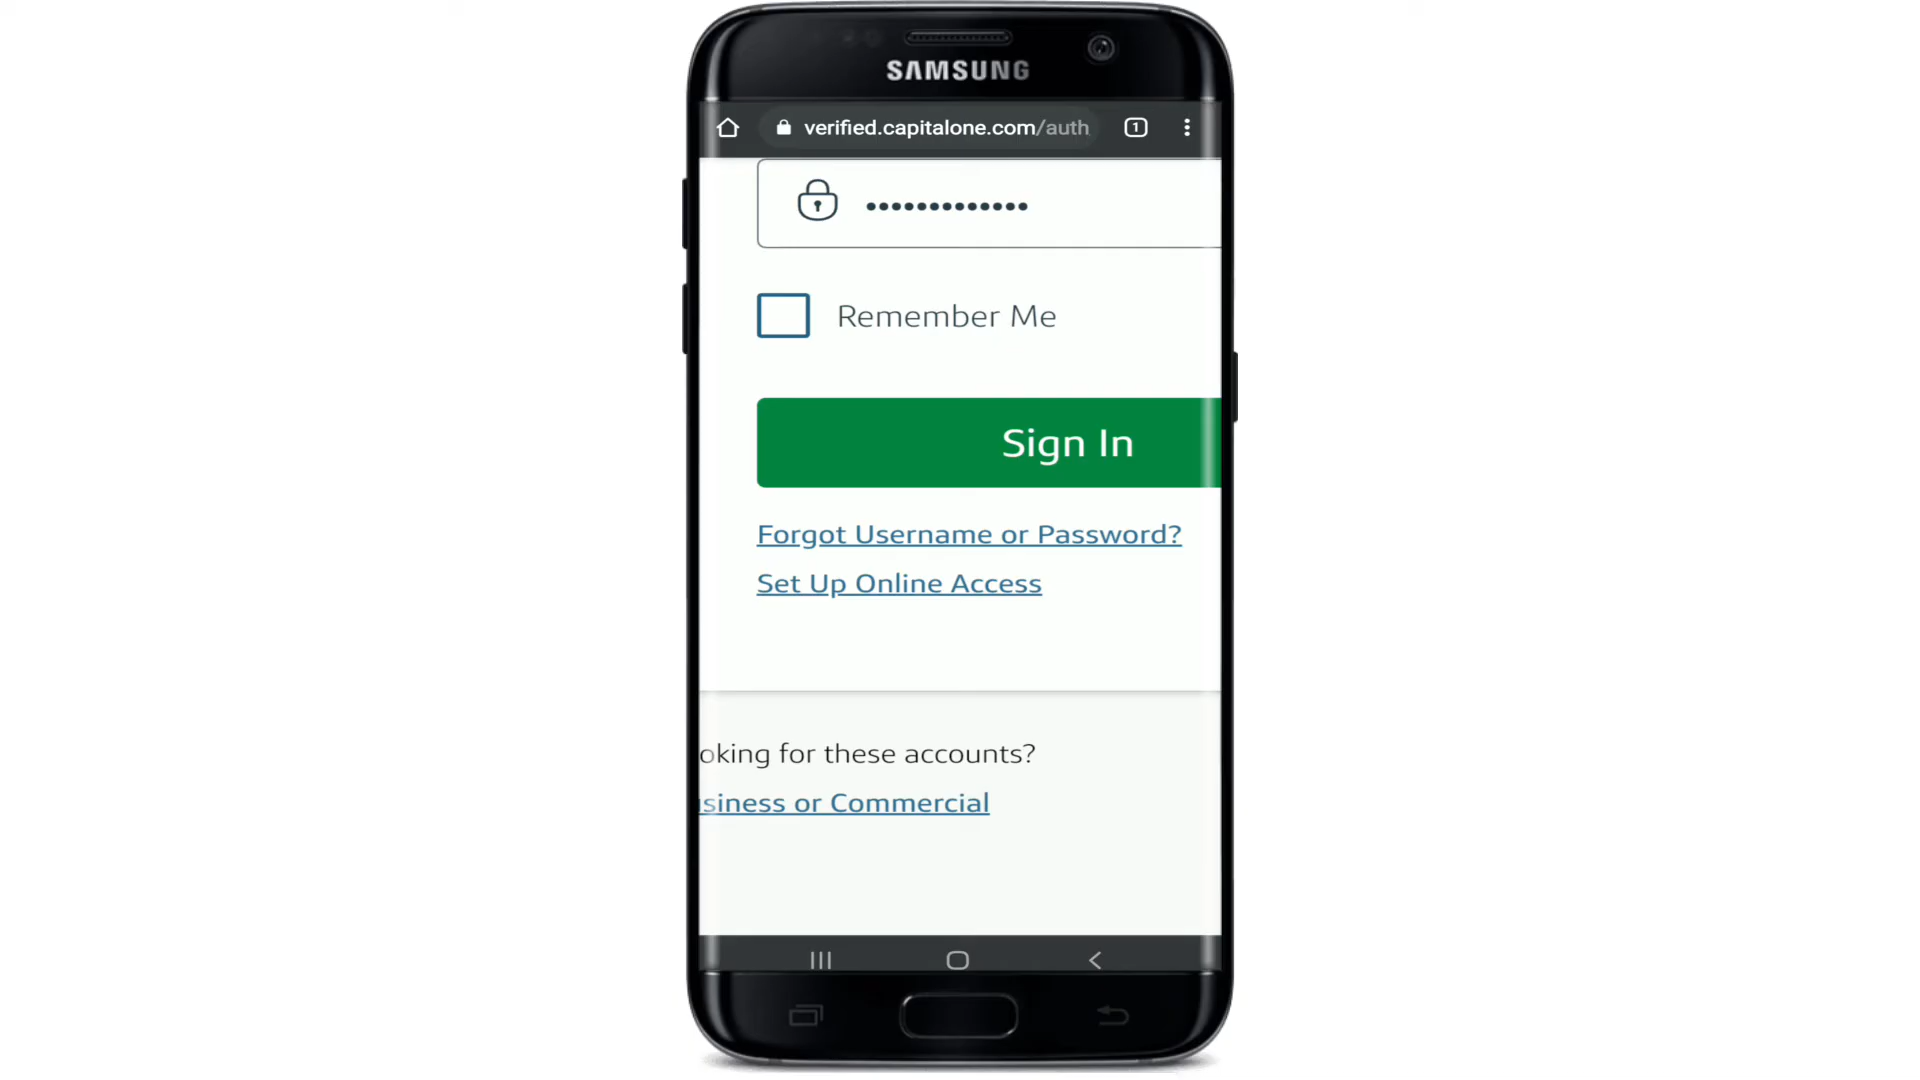 SAMSUNG
verified.capitalone.com/auth
1
•••••••••••••
Remember Me
Sign In
Forgot Username or Password?
Set Up Online Access
oking for these accounts?
siness or Commercial